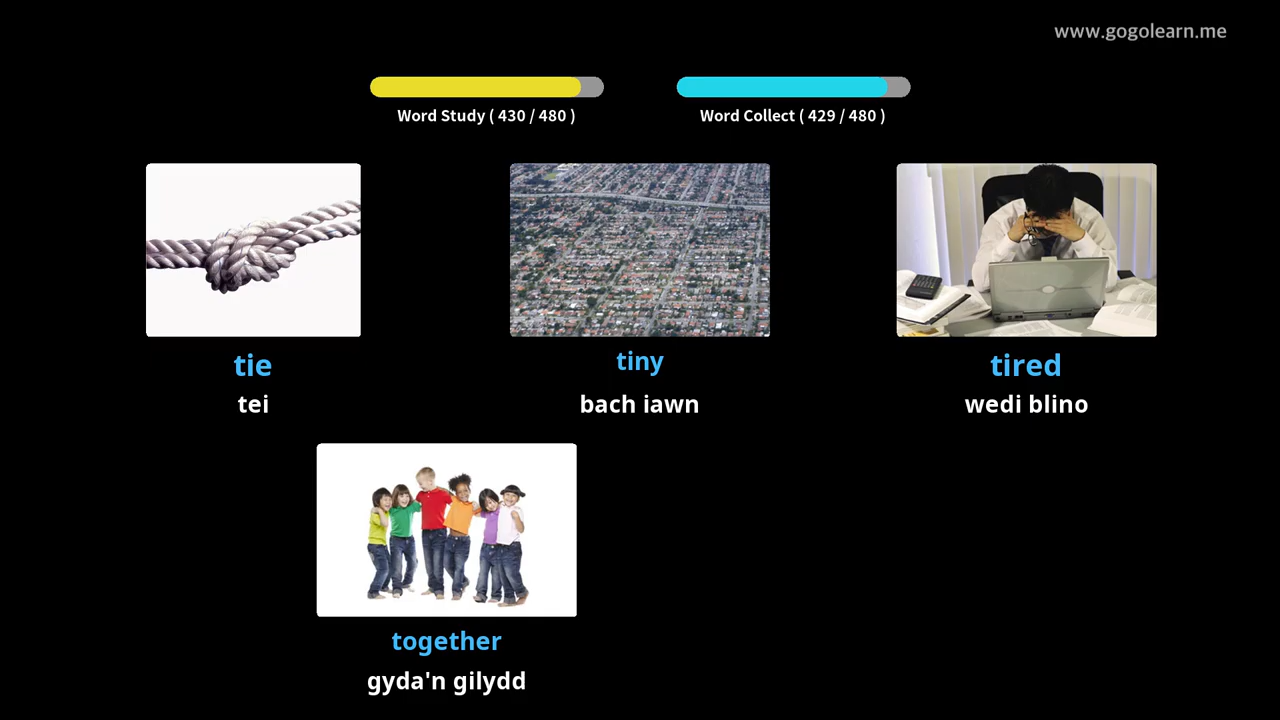 www.gogolearn.me
Word Study ( 430 / 480 )
Word Collect ( 429 / 480 )
tie
tei
tiny
bach iawn
tired
wedi blino
together
gyda'n gilydd